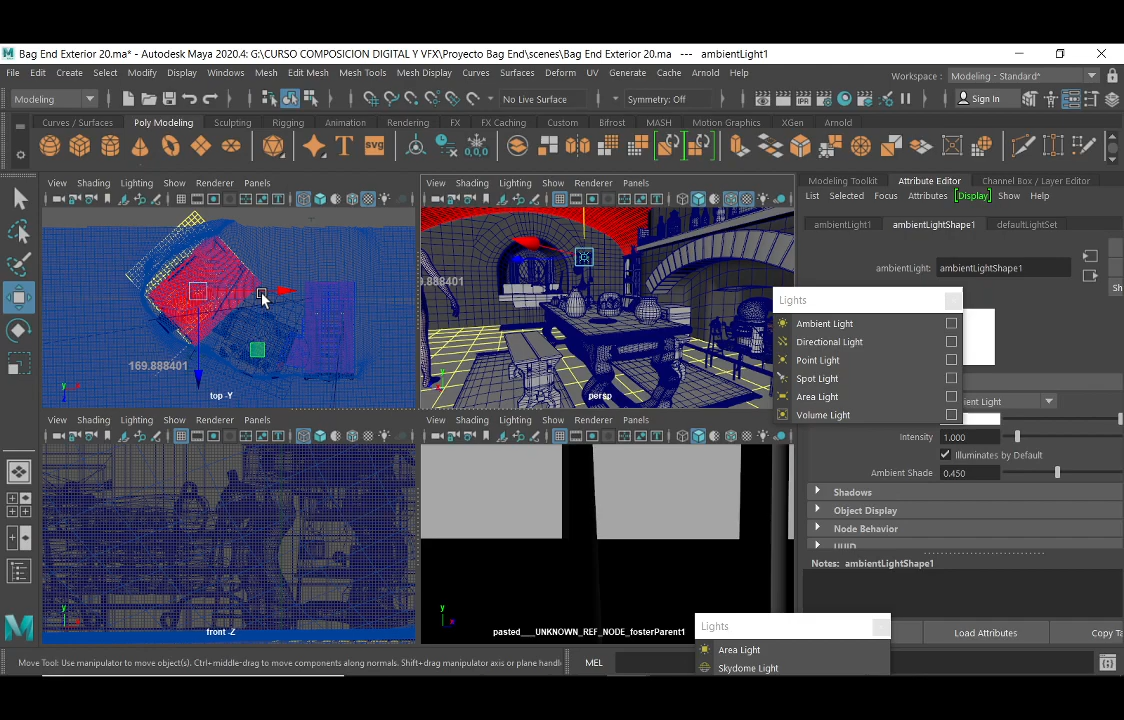 Bag End Exterior 20.ma* - Autodesk Maya 2020.4: G:\CURSO COMPOSICION DIGITAL Y VFX\Proyecto Bag End\scenes\Bag End Exterior 20.ma --- ambientLight1
File Edit Create Select Modify Display Windows Mesh Edit Mesh Mesh Tools Mesh Display Curves Surfaces Deform UV Generate Cache Arnold Help
Workspace : Modeling - Standard*
Modeling No Live Surface Symmetry: Off Sign In
Curves / Surfaces Poly Modeling Sculpting Rigging Animation Rendering FX FX Caching Custom Bifrost MASH Motion Graphics XGen Arnold
View Shading Lighting Show Renderer Panels
169.888401
top -Y
View Shading Lighting Show Renderer Panels
9.888401
persp
View Shading Lighting Show Renderer Panels
front -Z
View Shading Lighting Show Renderer Panels
pasted___UNKNOWN_REF_NODE_fosterParent1
Modeling Toolkit Attribute Editor Channel Box / Layer Editor
List Selected Focus Attributes Display Show Help
ambientLight1 ambientLightShape1 defaultLightSet
ambientLight: ambientLightShape1
Sh
Lights
Ambient Light
Directional Light
Point Light
Spot Light
Area Light
Volume Light
ient Light
Intensity 1.000
Illuminates by Default
Ambient Shade 0.450
Shadows
Object Display
Node Behavior
UUID
Notes: ambientLightShape1
Load Attributes Copy Ta
Lights
Area Light
Skydome Light
Move Tool: Use manipulator to move object(s). Ctrl+middle-drag to move components along normals. Shift+drag manipulator axis or plane handl
MEL